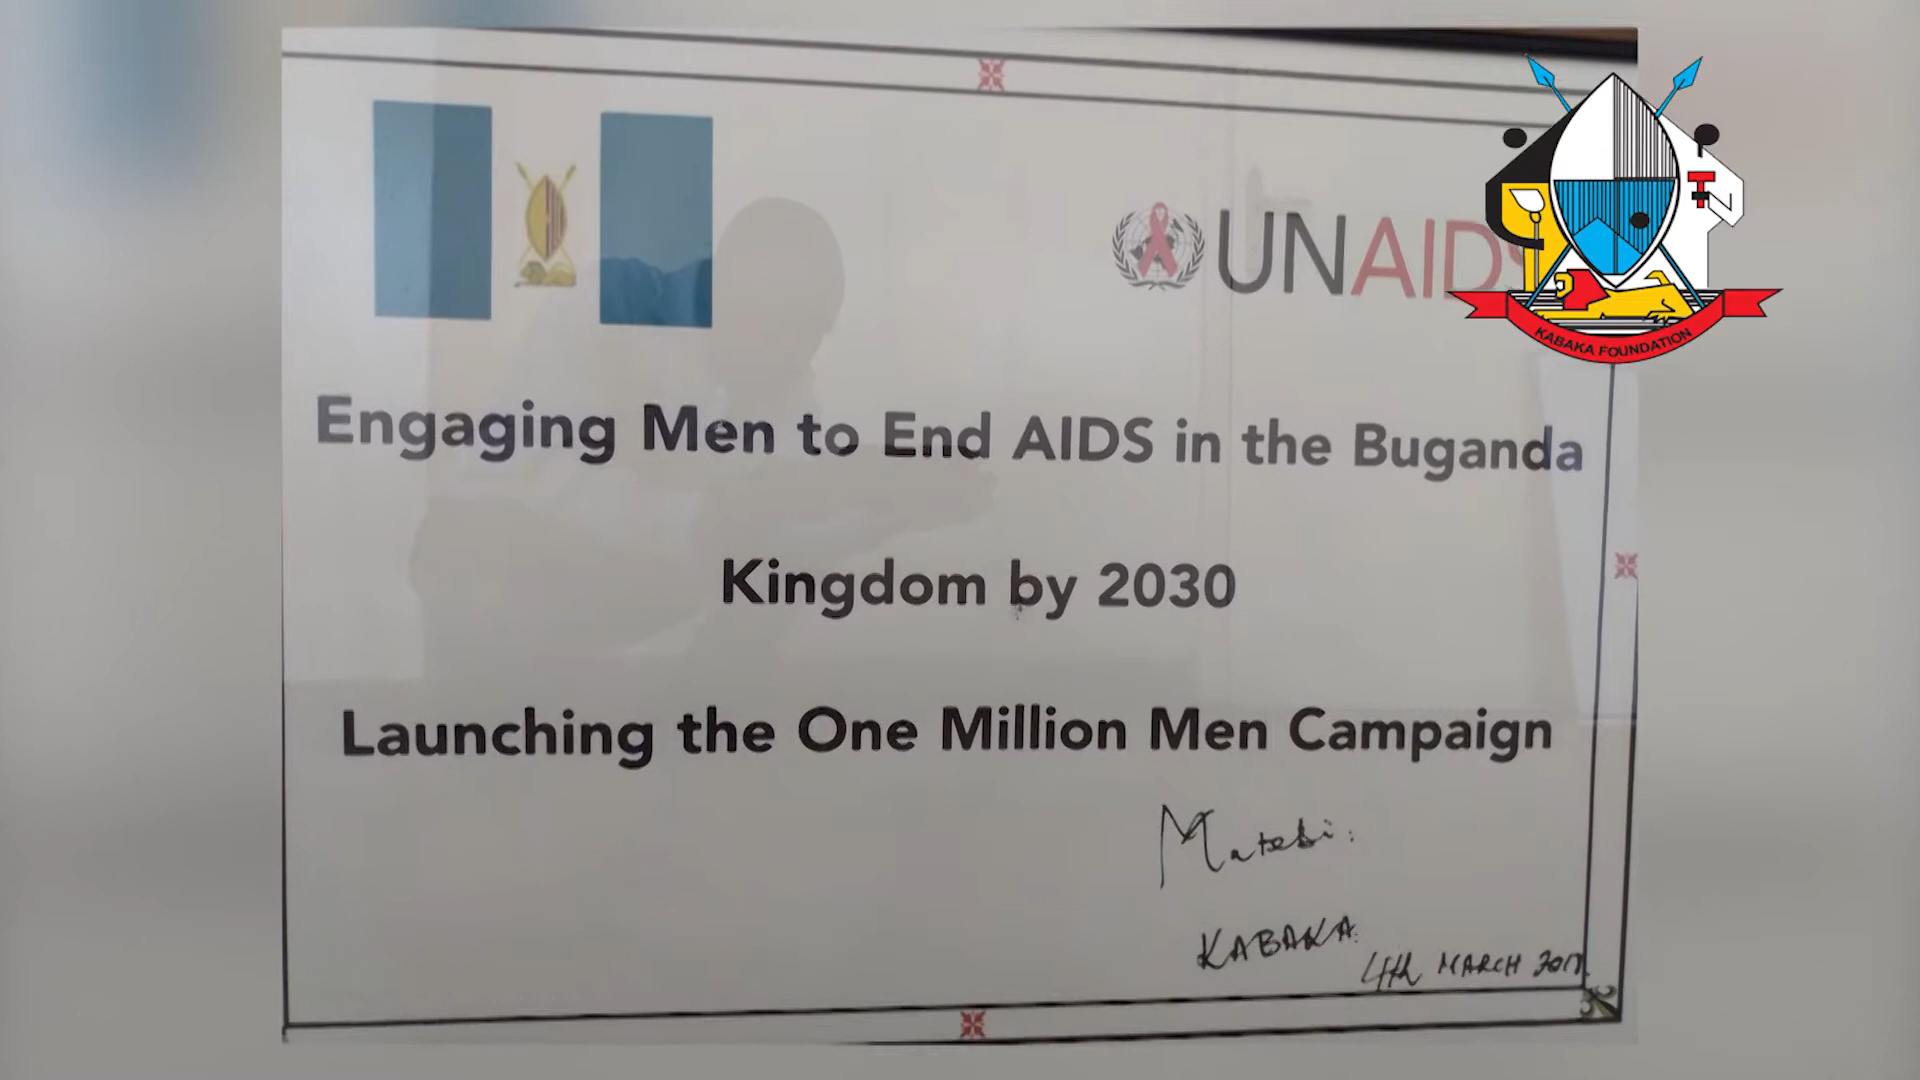 UNAIDS
KABAKA FOUNDATION
Engaging Men to End AIDS in the Buganda
Kingdom by 2030
Launching the One Million Men Campaign
Mutebi.
KABAKA.
4th MARCH